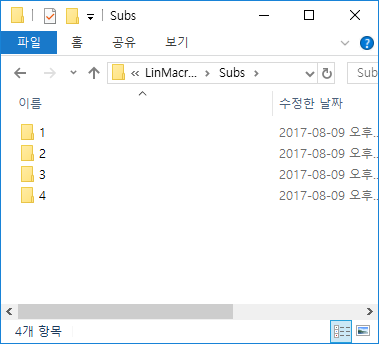 Subs
파일 홈 공유 보기
« LinMacr... Subs Sub
이름 수정한 날짜
1 2017-08-09 오후...
2 2017-08-09 오후...
3 2017-08-09 오후...
4 2017-08-09 오후...
4개 항목